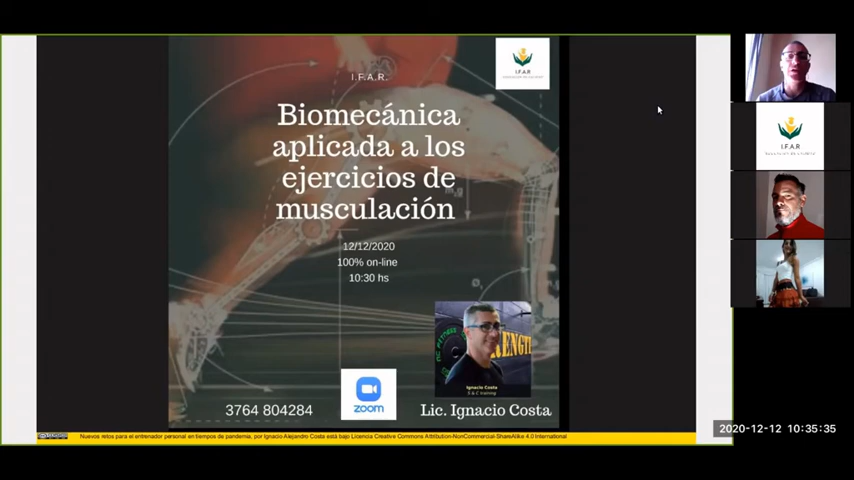 I.F.A.R.
I.F.A.R
Biomecánica
aplicada a los
ejercicios de
musculación
12/12/2020
100% on-line
10:30 hs
Ignacio Costa
S & C training
zoom
3764 804284
Lic. Ignacio Costa
Nuevos retos para el entrenador personal en tiempos de pandemia, por Ignacio Alejandro Costa está bajo Licencia Creative Commons Attribution-NonCommercial-ShareAlike 4.0 International
I.F.A.R
2020-12-12 10:35:35